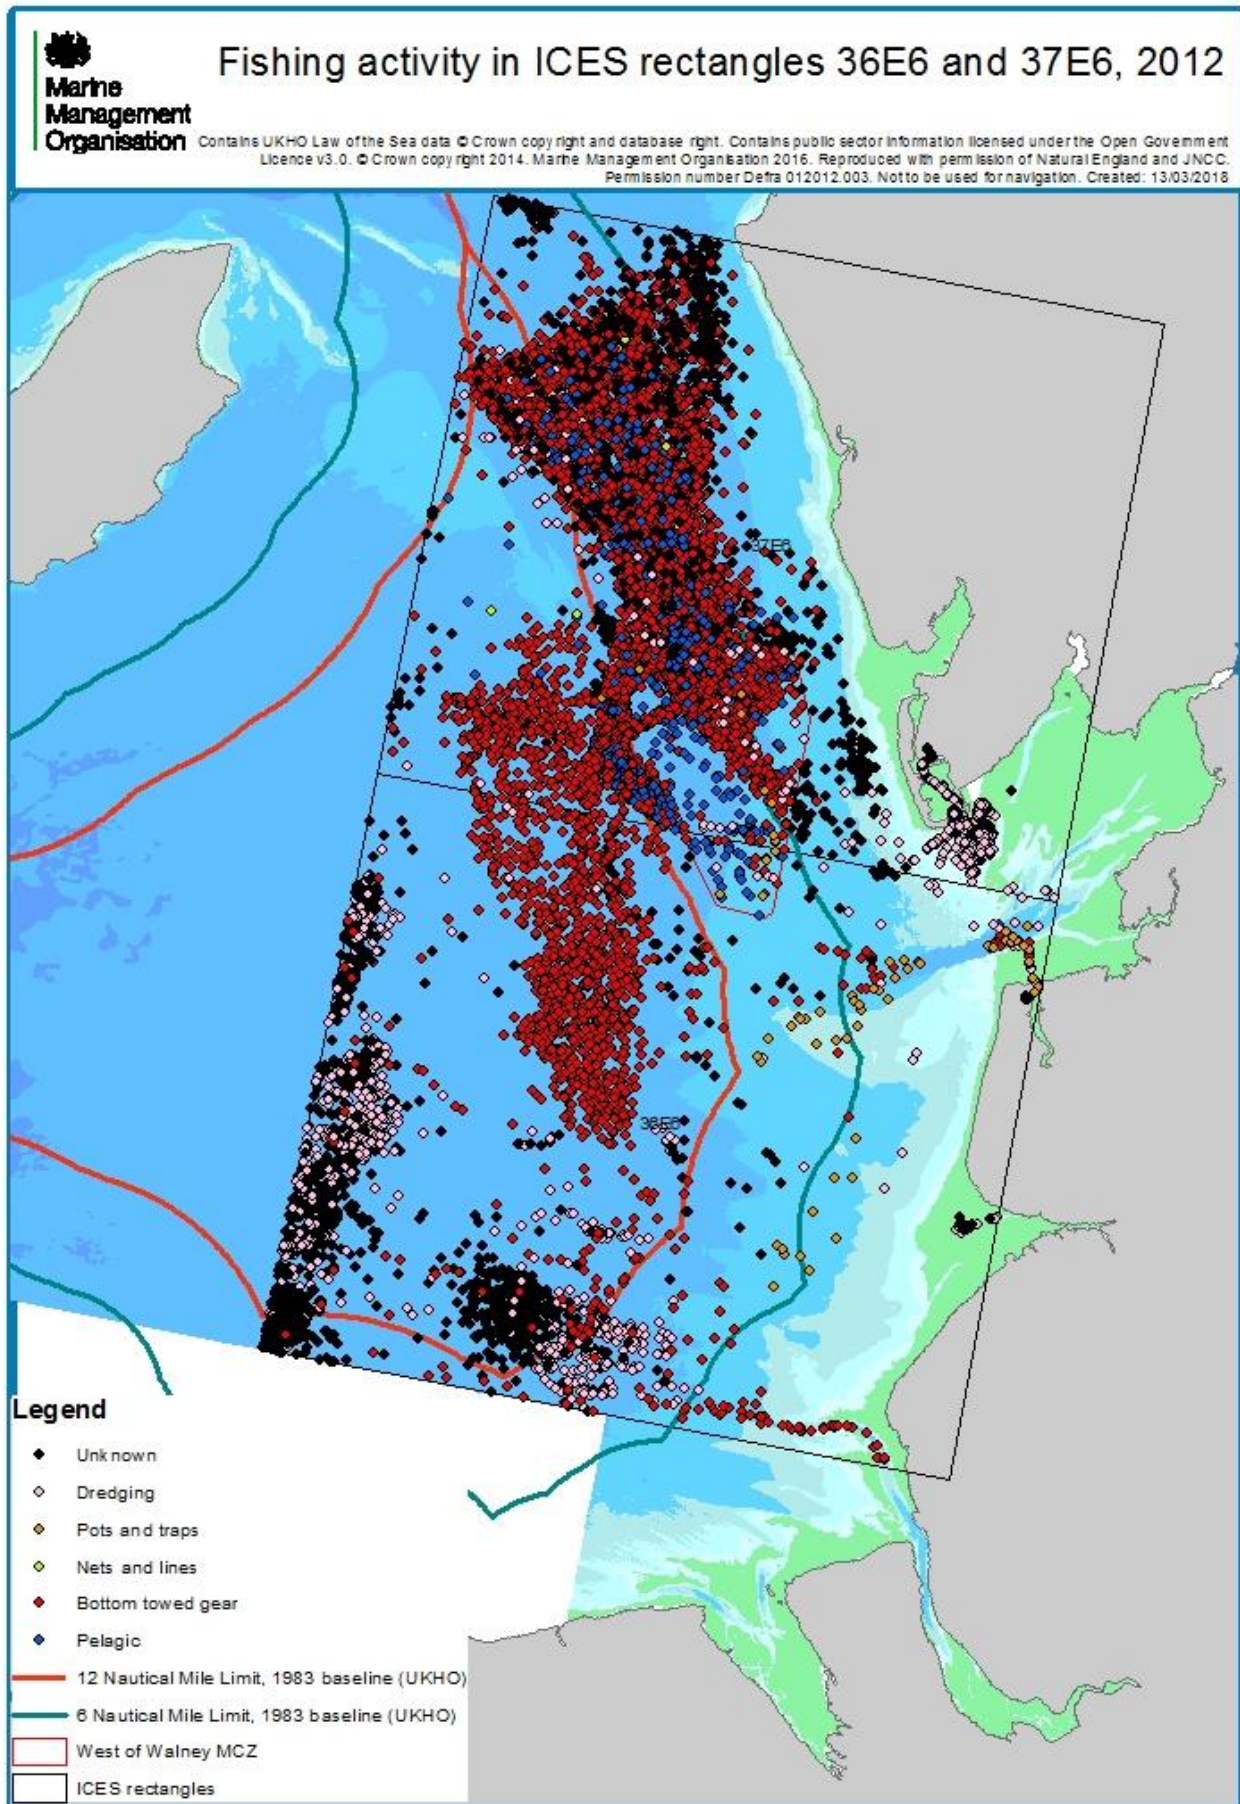 Marine
Management
Organisation
Fishing activity in ICES rectangles 36E6 and 37E6, 2012
Contains UKHO Law of the Sea data © Crown copyright and database right. Contains public sector information licensed under the Open Government
Licence v3.0. © Crown copyright 2014. Marine Management Organisation 2016. Reproduced with permission of Natural England and JNCC.
Permission number Defra 012012.003. Not to be used for navigation. Created: 13/03/2018
37E6
36E6
Legend
Unknown
Dredging
Pots and traps
Nets and lines
Bottom towed gear
Pelagic
12 Nautical Mile Limit, 1983 baseline (UKHO)
6 Nautical Mile Limit, 1983 baseline (UKHO)
West of Walney MCZ
ICES rectangles